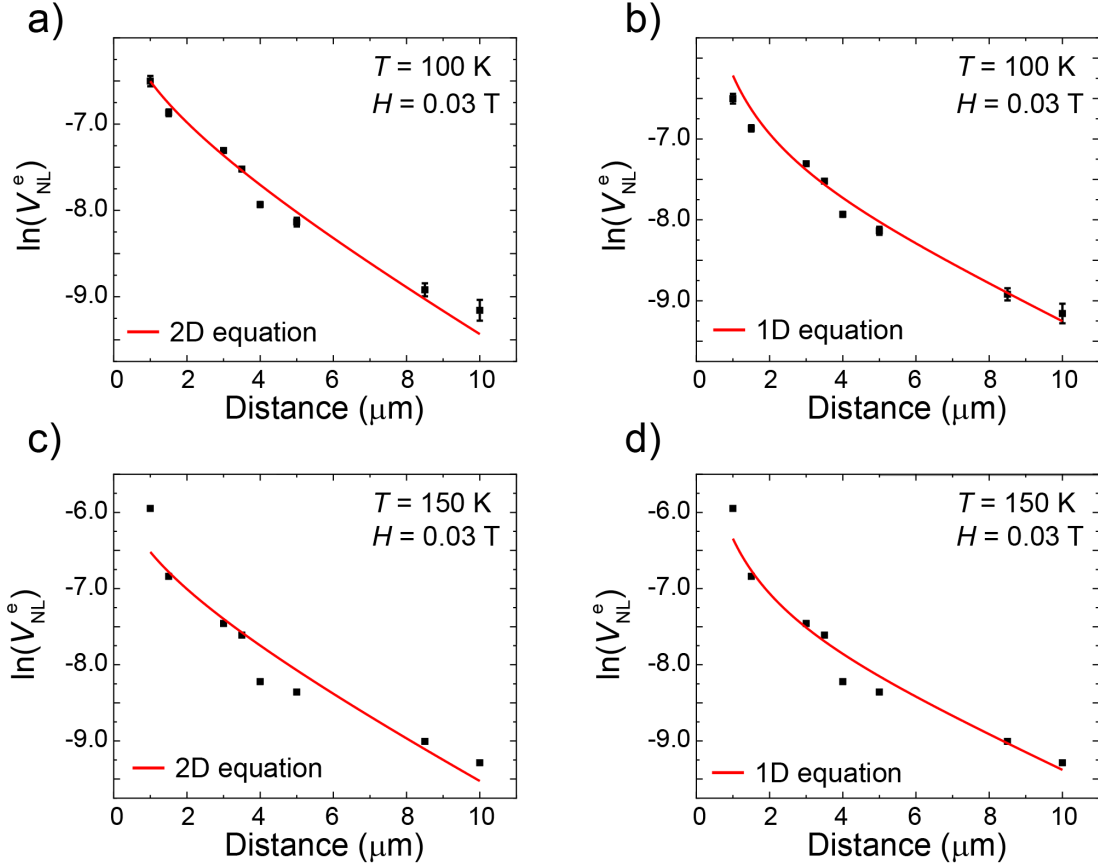 a)
T = 100 K
H = 0.03 T
-7.0
-8.0
-9.0
ln(V_NL^e)
2D equation
0 2 4 6 8 10
Distance (μm)
b)
T = 100 K
H = 0.03 T
-7.0
-8.0
-9.0
ln(V_NL^e)
1D equation
0 2 4 6 8 10
Distance (μm)
c)
T = 150 K
H = 0.03 T
-6.0
-7.0
-8.0
-9.0
ln(V_NL^e)
2D equation
0 2 4 6 8 10
Distance (μm)
d)
T = 150 K
H = 0.03 T
-6.0
-7.0
-8.0
-9.0
ln(V_NL^e)
1D equation
0 2 4 6 8 10
Distance (μm)